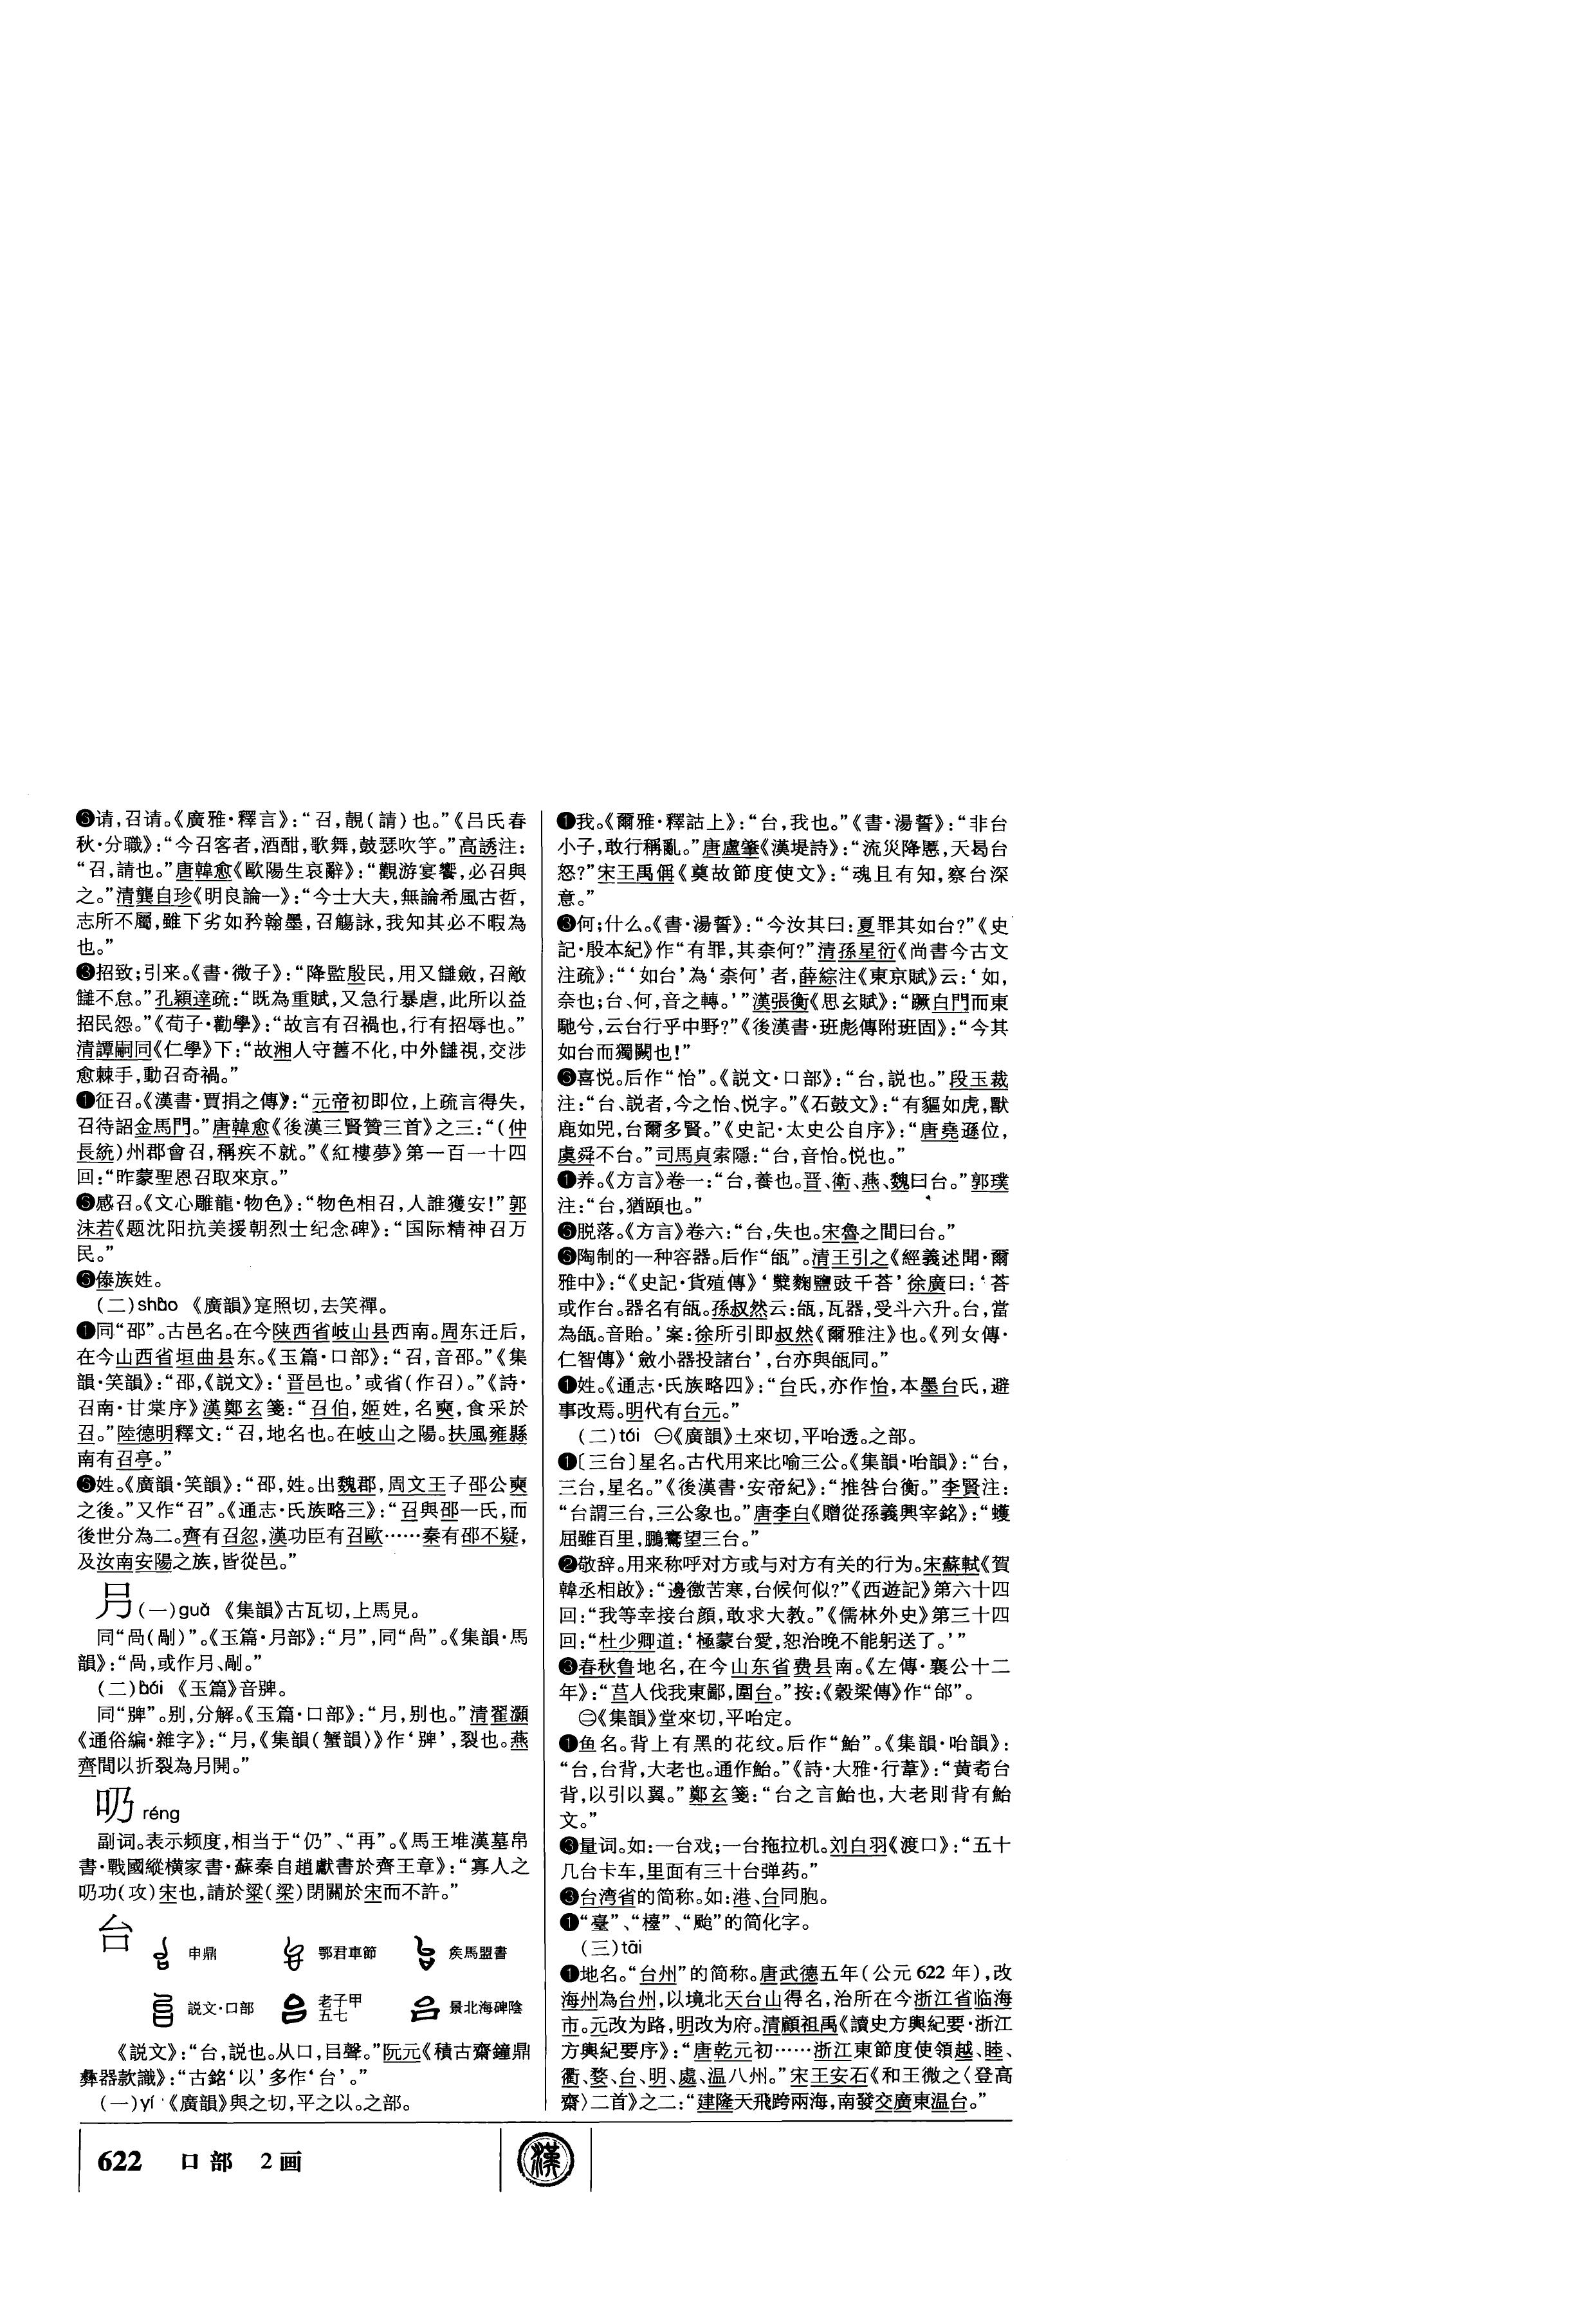 ❸请，召请。《廣雅·釋言》：“召，靚(請)也。”《吕氏春
秋·分職》：“今召客者，酒酣，歌舞，鼓瑟吹竽。”高誘注：
“召，請也。”唐韓愈《歐陽生哀辭》：“觀游宴饗，必召與
之。”清龔自珍《明良論一》：“今士大夫，無論希風古哲，
志所不屬，雖下劣如矜翰墨，召觴詠，我知其必不暇為
也。”
❸招致；引来。《書·微子》：“降監殷民，用乂讎斂，召敵
讎不怠。”孔穎達疏：“既為重賦，又急行暴虐，此所以益
招民怨。”《荀子·勸學》：“故言有召禍也，行有招辱也。”
清譚嗣同《仁學》下：“故湘人守舊不化，中外讎視，交涉
愈棘手，動召奇禍。”
❶征召。《漢書·賈捐之傳》：“元帝初即位，上疏言得失，
召待詔金馬門。”唐韓愈《後漢三賢贊三首》之三：“(仲
長統)州郡會召，稱疾不就。”《紅樓夢》第一百一十四
回：“昨蒙聖恩召取來京。”
❺感召。《文心雕龍·物色》：“物色相召，人誰獲安！”郭
沫若《题沈阳抗美援朝烈士纪念碑》：“国际精神召万
民。”
❺傣族姓。
(二)shào 《廣韻》寔照切，去笑禪。
❶同“邵”。古邑名。在今陕西省岐山县西南。周东迁后，
在今山西省垣曲县东。《玉篇·口部》：“召，音邵。”《集
韻·笑韻》：“邵，《説文》：‘晋邑也。’或省(作召)。”《詩·
召南·甘棠序》漢鄭玄箋：“召伯，姬姓，名奭，食采於
召。”陸德明釋文：“召，地名也。在岐山之陽。扶風雍縣
南有召亭。”
❺姓。《廣韻·笑韻》：“邵，姓。出魏郡，周文王子邵公奭
之後。”又作“召”。《通志·氏族略三》：“召與邵一氏，而
後世分為二。齊有召忽，漢功臣有召歐……秦有邵不疑，
及汝南安陽之族，皆從邑。”
(一)guǎ 《集韻》古瓦切，上馬見。
同“咼(剮)”。《玉篇·冎部》：“冎”，同“咼”。《集韻·馬
韻》：“咼，或作冎、剮。”
(二)bǎi 《玉篇》音牌。
同“𠔁”。别，分解。《玉篇·口部》：“冎，别也。”清翟灝
《通俗編·雜字》：“冎，《集韻(蟹韻)》作‘𠔁’，裂也。燕
齊間以折裂為冎開。”
㕼 réng
副词。表示频度，相当于“仍”、“再”。《馬王堆漢墓帛
書·戰國縱横家書·蘇秦自趙獻書於齊王章》：“寡人之
㕼功(攻)宋也，請於粱(梁)閉關於宋而不許。”
台
申鼎 鄂君車節 矦馬盟書
説文·口部 老子甲五七 景北海碑陰
《説文》：“台，説也。从口，㠯聲。”阮元《積古齋鐘鼎
彝器款識》：“古銘‘以’多作‘台’。”
(一)yí 《廣韻》與之切，平之以。之部。
❶我。《爾雅·釋詁上》：“台，我也。”《書·湯誓》：“非台
小子，敢行稱亂。”唐盧肇《漢堤詩》：“流災降慝，天曷台
怒？”宋王禹偁《奠故節度使文》：“魂且有知，察台深
意。”
❸何；什么。《書·湯誓》：“今汝其曰：夏罪其如台？”《史
記·殷本紀》作“有罪，其柰何？”清孫星衍《尚書今古文
注疏》：“‘如台’為‘柰何’者，薛綜注《東京賦》云：‘如，
奈也；台、何，音之轉。’”漢張衡《思玄賦》：“蹶白門而東
馳兮，云台行乎中野？”《後漢書·班彪傳附班固》：“今其
如台而獨闕也！”
❸喜悦。后作“怡”。《説文·口部》：“台，説也。”段玉裁
注：“台、説者，今之怡、悦字。”《石鼓文》：“有貙如虎，獸
鹿如兕，台爾多賢。”《史記·太史公自序》：“唐堯遜位，
虞舜不台。”司馬貞索隱：“台，音怡。悦也。”
❶养。《方言》卷一：“台，養也。晋、衛、燕、魏曰台。”郭璞
注：“台，猶頤也。”
❺脱落。《方言》卷六：“台，失也。宋魯之間曰台。”
❺陶制的一种容器。后作“瓵”。清王引之《經義述聞·爾
雅中》：“《史記·貨殖傳》‘糱麴鹽豉千荅’徐廣曰：‘荅
或作台。器名有瓵。孫叔然云：瓵，瓦器，受斗六升。台，當
為瓵。音貽。’案：徐所引即叔然《爾雅注》也。《列女傳·
仁智傳》‘斂小器投諸台’，台亦與瓵同。”
❶姓。《通志·氏族略四》：“台氏，亦作怡，本墨台氏，避
事改焉。明代有台元。”
(二)tái ㊀《廣韻》土來切，平咍透。之部。
❶〔三台〕星名。古代用来比喻三公。《集韻·咍韻》：“台，
三台，星名。”《後漢書·安帝紀》：“推咎台衡。”李賢注：
“台謂三台，三公象也。”唐李白《贈從孫義興宰銘》：“蠖
屈雖百里，鵬騫望三台。”
❷敬辞。用来称呼对方或与对方有关的行为。宋蘇軾《賀
韓丞相啟》：“邊徼苦寒，台候何似？”《西遊記》第六十四
回：“我等幸接台顔，敢求大教。”《儒林外史》第三十四
回：“杜少卿道：‘極蒙台愛，恕治晚不能躬送了。’”
❸春秋鲁地名，在今山东省费县南。《左傳·襄公十二
年》：“莒人伐我東鄙，圍台。”按：《穀梁傳》作“邰”。
㊁《集韻》堂來切，平咍定。
❶鱼名。背上有黑的花纹。后作“鮐”。《集韻·咍韻》：
“台，台背，大老也。通作鮐。”《詩·大雅·行葦》：“黄耇台
背，以引以翼。”鄭玄箋：“台之言鮐也，大老則背有鮐
文。”
❸量词。如：一台戏；一台拖拉机。刘白羽《渡口》：“五十
几台卡车，里面有三十台弹药。”
❸台湾省的简称。如：港、台同胞。
❶“臺”、“檯”、“颱”的简化字。
(三)tāi
❶地名。“台州”的简称。唐武德五年(公元622年)，改
海州為台州，以境北天台山得名，治所在今浙江省临海
市。元改为路，明改为府。清顧祖禹《讀史方輿紀要·浙江
方輿紀要序》：“唐乾元初……浙江東節度使領越、睦、
衢、婺、台、明、處、温八州。”宋王安石《和王微之〈登高
齋〉二首》之二：“建隆天飛跨兩海，南發交廣東温台。”
622 口部 2画
漢